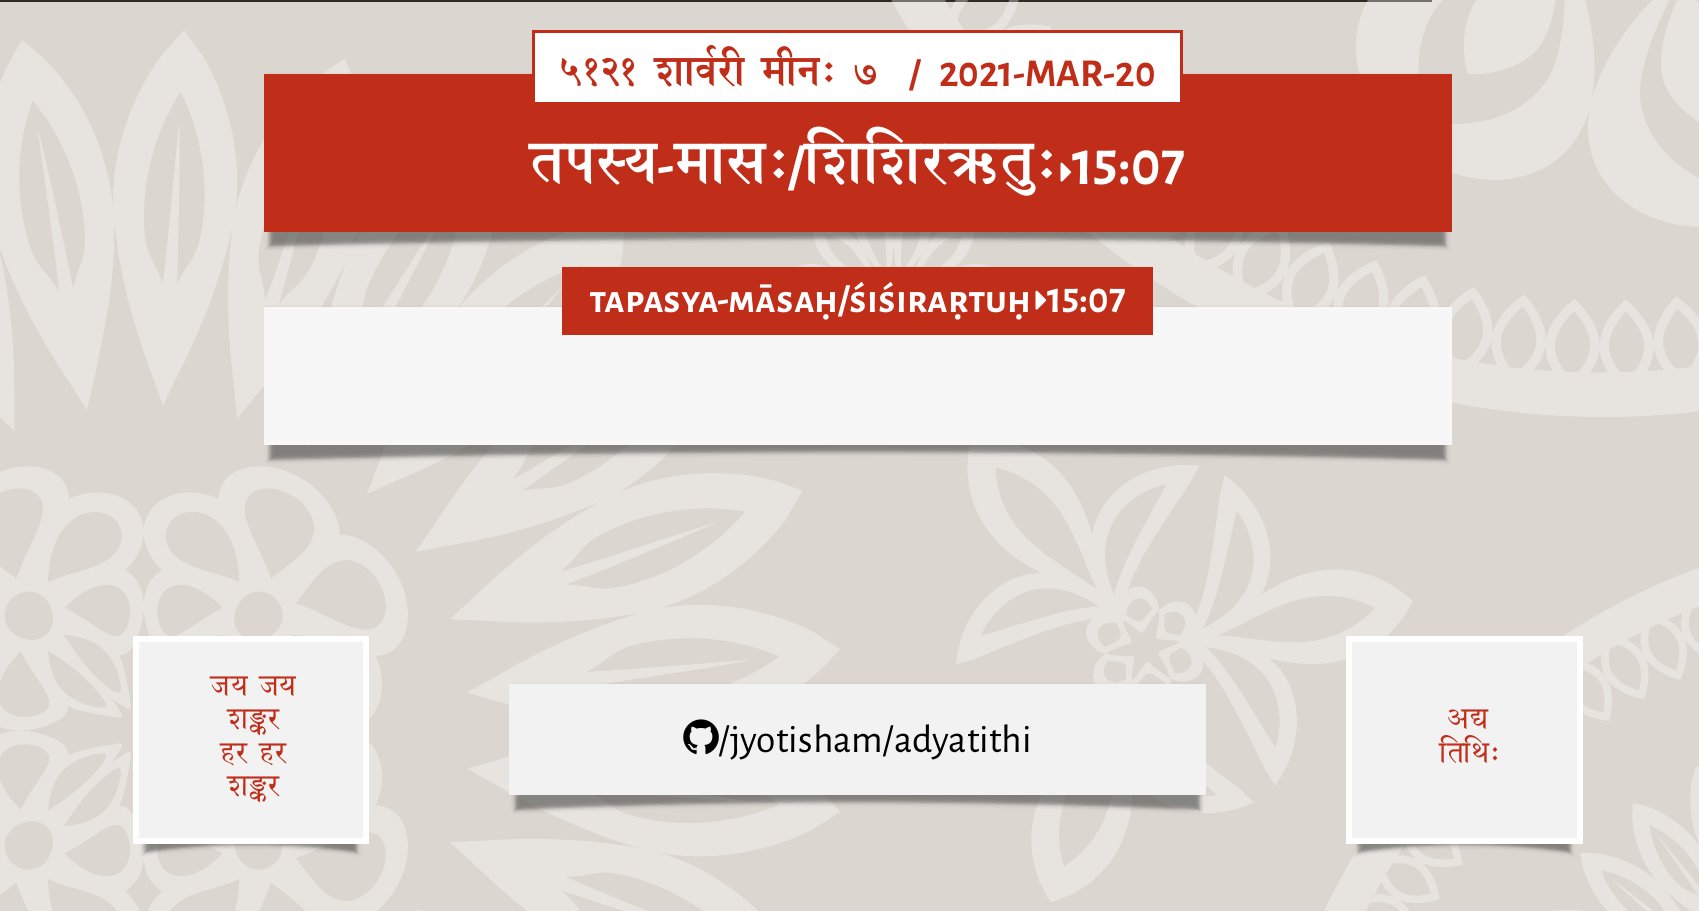 ५१२१ शार्वरी मीनः ७ / 2021-MAR-20
तपस्य-मासः/शिशिरऋतुः▸15:07
TAPASYA-MĀSAḤ/ŚIŚIRAṚTUḤ▸15:07
जय जय
शङ्कर
हर हर
शङ्कर
/jyotisham/adyatithi
अद्य
तिथिः